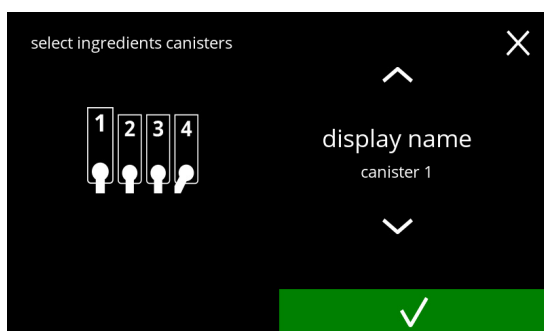 select ingredients canisters
1 2 3 4
display name
canister 1